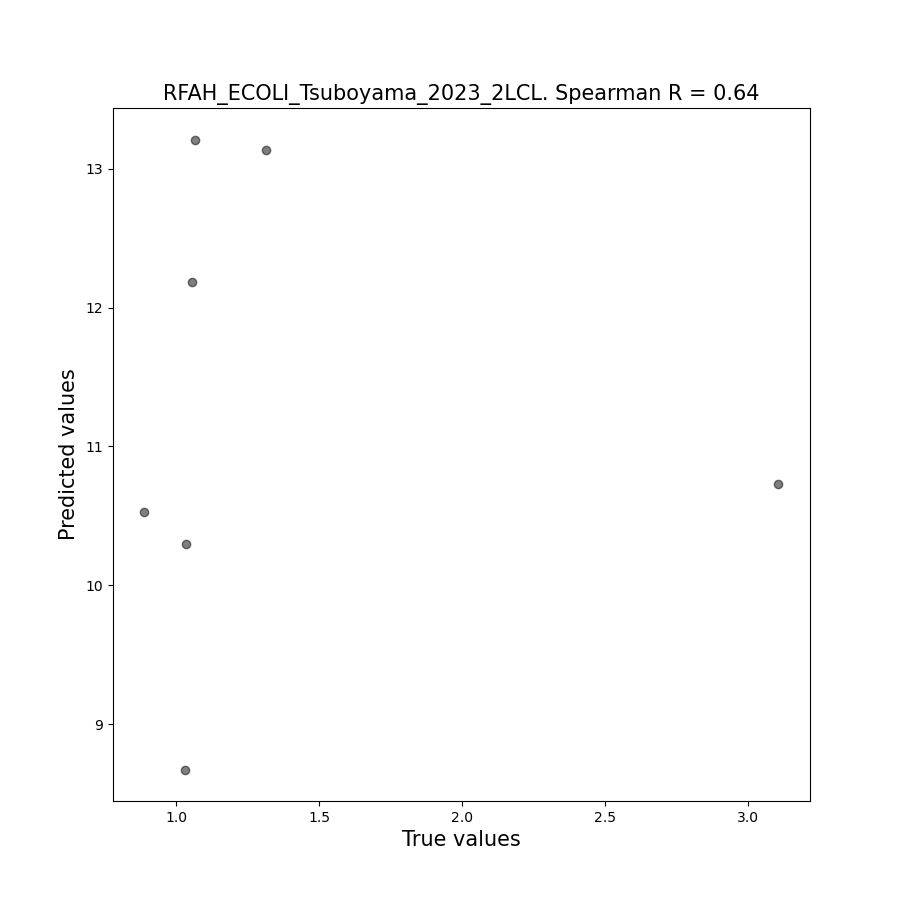 RFAH_ECOLI_Tsuboyama_2023_2LCL. Spearman R = 0.64
13
12
11
10
9
Predicted values
1.0 1.5 2.0 2.5 3.0
True values